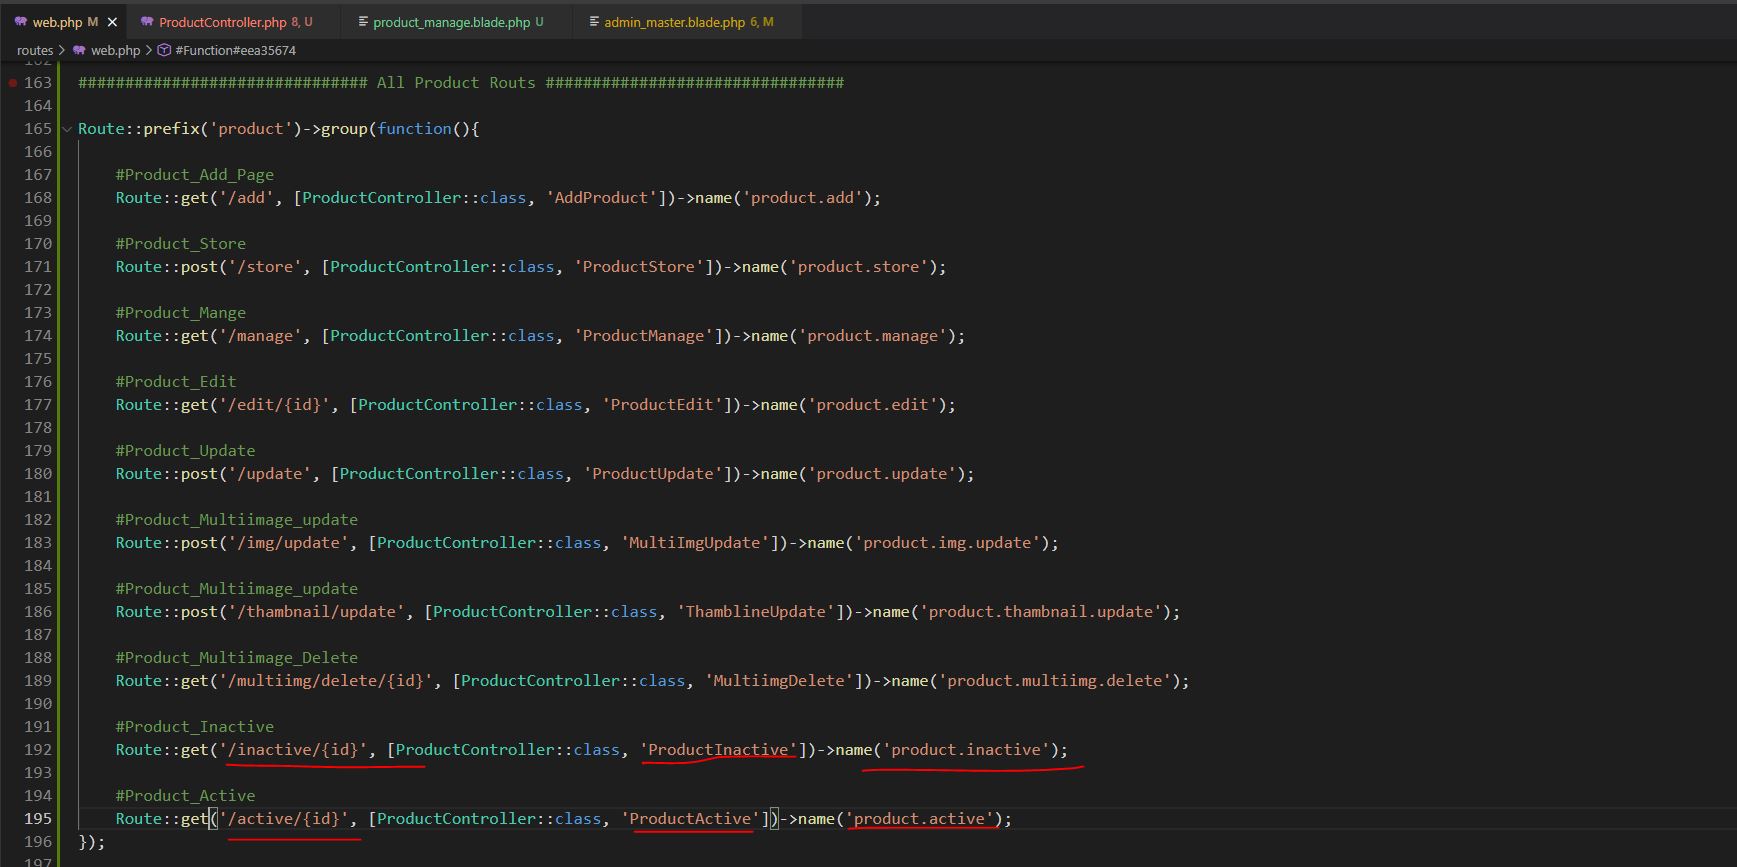 web.php M ProductController.php 8, U product_manage.blade.php U admin_master.blade.php 6, M
routes > web.php > #Function#eea35674
162
163 ############################### All Product Routs ################################
164
165 Route::prefix('product')->group(function(){
166
167 #Product_Add_Page
168 Route::get('/add', [ProductController::class, 'AddProduct'])->name('product.add');
169
170 #Product_Store
171 Route::post('/store', [ProductController::class, 'ProductStore'])->name('product.store');
172
173 #Product_Mange
174 Route::get('/manage', [ProductController::class, 'ProductManage'])->name('product.manage');
175
176 #Product_Edit
177 Route::get('/edit/{id}', [ProductController::class, 'ProductEdit'])->name('product.edit');
178
179 #Product_Update
180 Route::post('/update', [ProductController::class, 'ProductUpdate'])->name('product.update');
181
182 #Product_Multiimage_update
183 Route::post('/img/update', [ProductController::class, 'MultiImgUpdate'])->name('product.img.update');
184
185 #Product_Multiimage_update
186 Route::post('/thambnail/update', [ProductController::class, 'ThamblineUpdate'])->name('product.thambnail.update');
187
188 #Product_Multiimage_Delete
189 Route::get('/multiimg/delete/{id}', [ProductController::class, 'MultiimgDelete'])->name('product.multiimg.delete');
190
191 #Product_Inactive
192 Route::get('/inactive/{id}', [ProductController::class, 'ProductInactive'])->name('product.inactive');
193
194 #Product_Active
195 Route::get('/active/{id}', [ProductController::class, 'ProductActive'])->name('product.active');
196 });
197